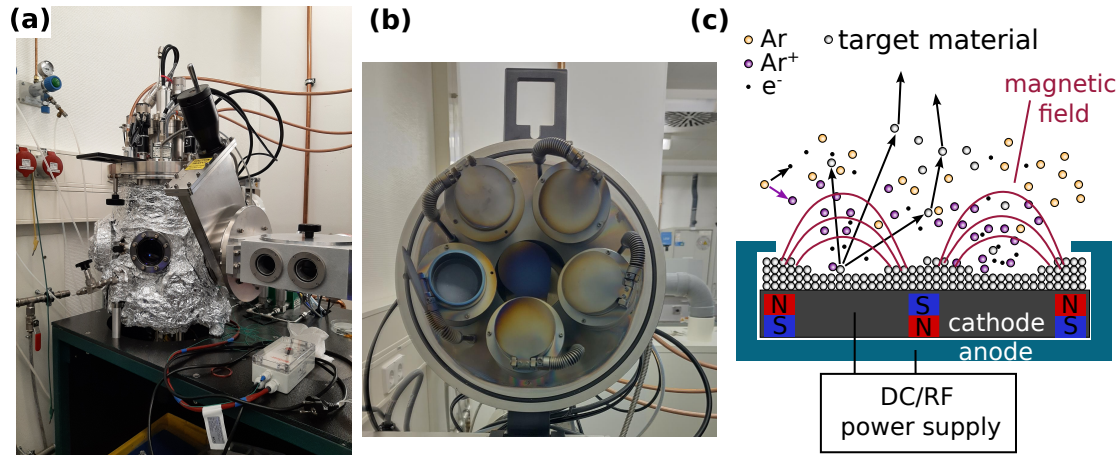 (a)
(b)
(c)
Ar
target material
Ar⁺
e⁻
magnetic
field
N S N
S N S
cathode
anode
DC/RF
power supply